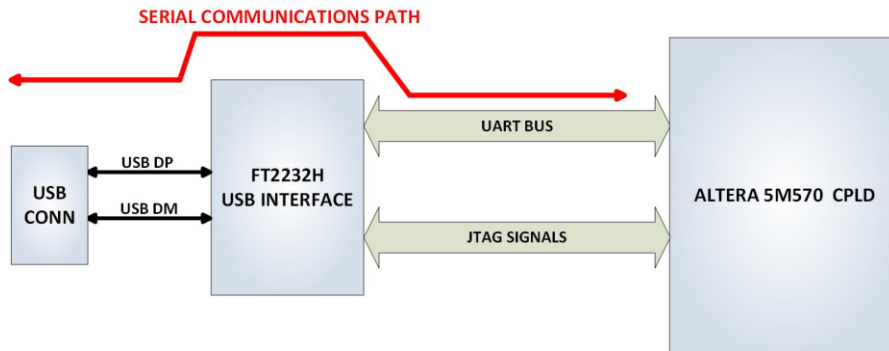 SERIAL COMMUNICATIONS PATH
UART BUS
USB DP
USB
CONN
FT2232H
USB INTERFACE
ALTERA 5M570 CPLD
USB DM
JTAG SIGNALS